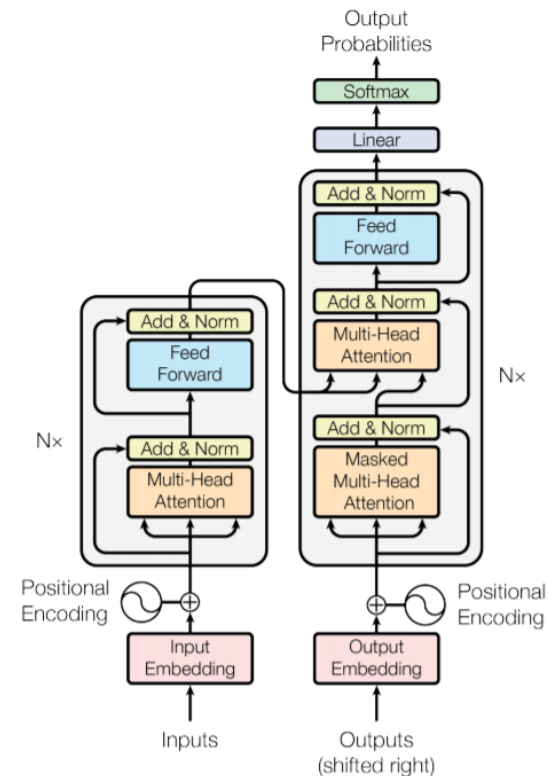 Output
Probabilities
Softmax
Linear
Add & Norm
Feed
Forward
Add & Norm
Multi-Head
Attention
Nx
Add & Norm
Masked
Multi-Head
Attention
Add & Norm
Feed
Forward
Nx
Add & Norm
Multi-Head
Attention
Positional
Encoding
Positional
Encoding
Input
Embedding
Output
Embedding
Inputs
Outputs
(shifted right)